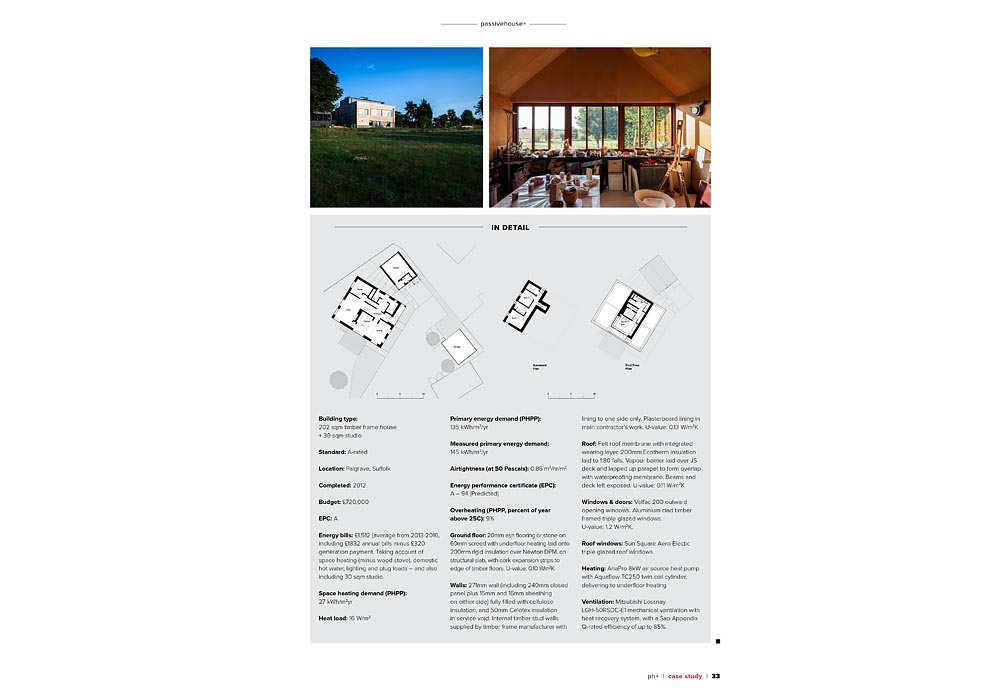 passivehouse+
IN DETAIL
Basement
Plan
First Floor
Plan
Building type:
202 sqm timber frame house
+ 30 sqm studio
Standard: A-rated
Location: Palgrave, Suffolk
Completed: 2012
Budget: £720,000
EPC: A
Energy bills: £1,512 (average from 2013-2016,
including £1832 annual bills minus £320
generation payment. Taking account of
space heating (minus wood stove), domestic
hot water, lighting and plug loads – and also
including 30 sqm studio.
Space heating demand (PHPP):
27 kWh/m²/yr
Heat load: 16 W/m²
Primary energy demand (PHPP):
135 kWh/m²/yr
Measured primary energy demand:
145 kWh/m²/yr
Airtightness (at 50 Pascals): 0.86 m³/hr/m²
Energy performance certificate (EPC):
A – 94 (Predicted)
Overheating (PHPP, percent of year
above 25C): 9%
Ground floor: 20mm ash flooring or stone on
60mm screed with underfloor heating laid onto
200mm rigid insulation over Newton DPM, on
structural slab, with cork expansion strips to
edge of timber floors. U-value: 0.10 W/m²K
Walls: 271mm wall (including 240mm closed
panel plus 15mm and 16mm sheathing
on either side) fully filled with cellulose
insulation, and 50mm Celotex insulation
in service void. Internal timber stud walls
supplied by timber frame manufacturer with
lining to one side only. Plasterboard lining in
main contractor's work. U-value: 0.13 W/m²K
Roof: Felt roof membrane with integrated
wearing layer. 200mm Ecotherm insulation
laid to 1:80 falls. Vapour barrier laid over JS
deck and lapped up parapet to form overlap
with waterproofing membrane. Beams and
deck left exposed. U-value: 0.11 W/m²K
Windows & doors: Velfac 200 outward
opening windows. Aluminium clad timber
framed triple glazed windows.
U-value: 1.2 W/m²K.
Roof windows: Sun Square Aero Electic
triple glazed roof windows
Heating: AriaPro 8kW air source heat pump
with Aquaflow TC250 twin coil cylinder,
delivering to underfloor heating
Ventilation: Mitsubishi Lossnay
LGH-50RSDC-E1 mechanical ventilation with
heat recovery system, with a Sap Appendix
Q-rated efficiency of up to 85%.
ph+ | case study | 33